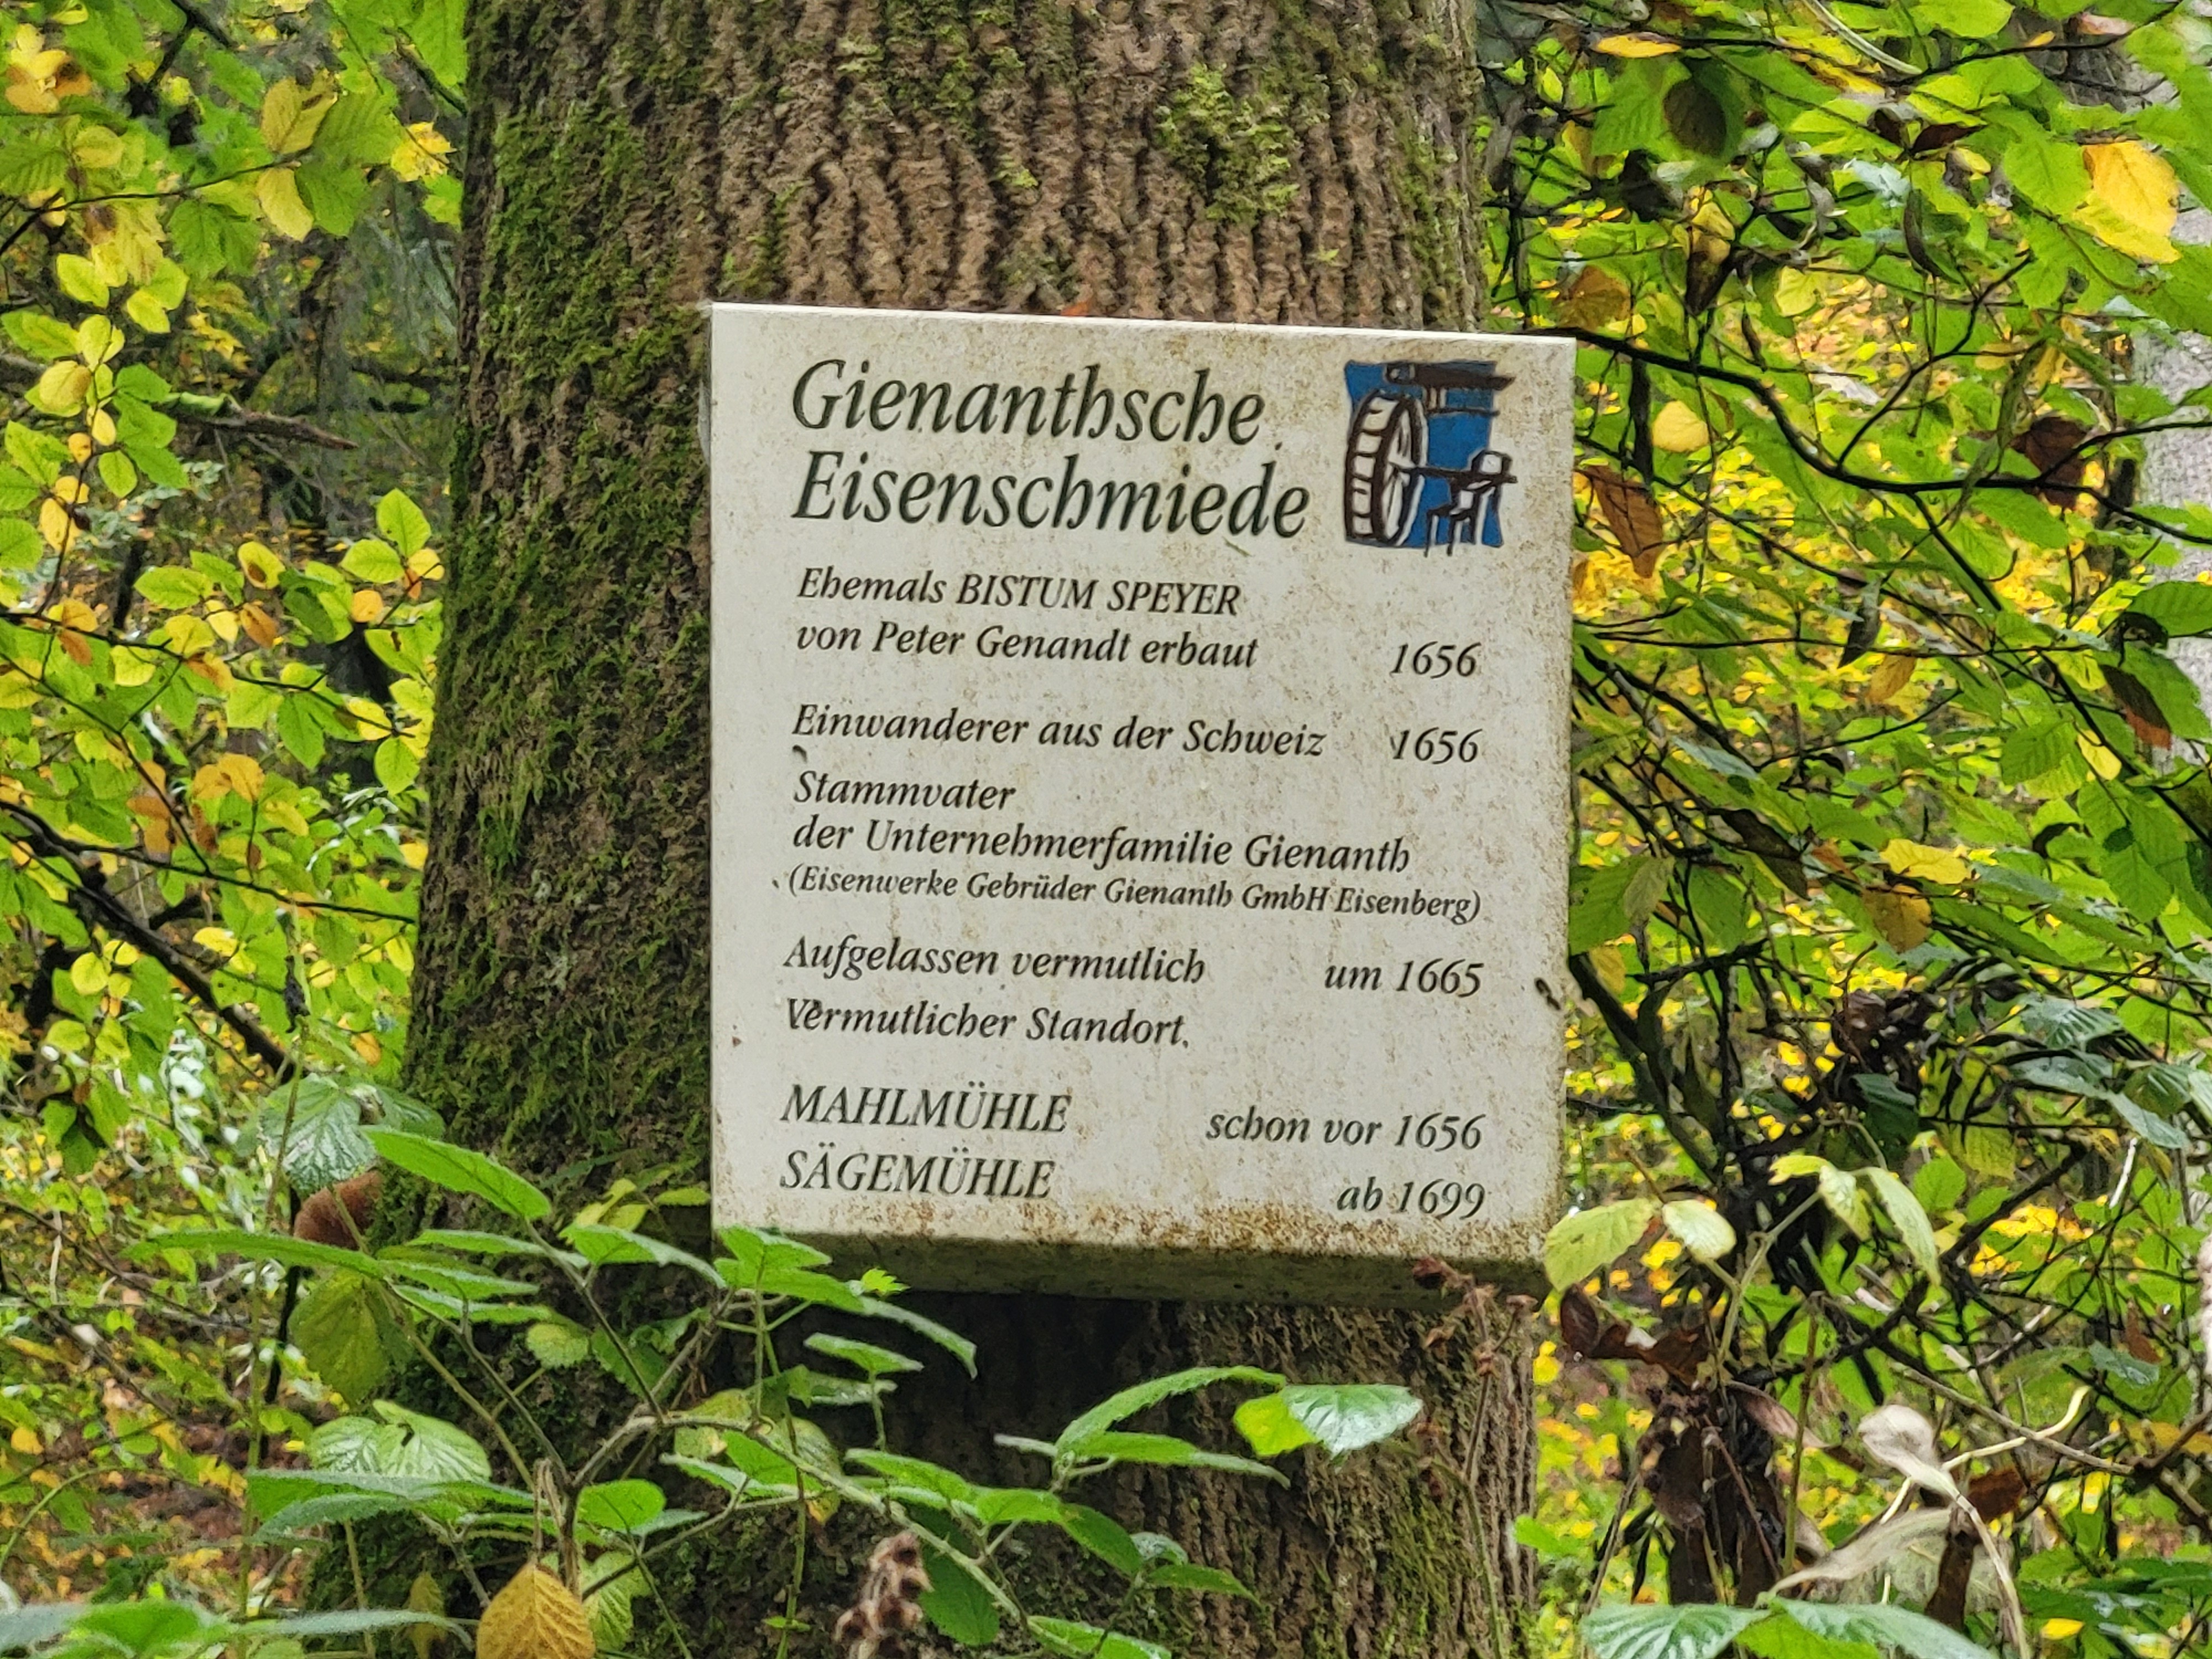 Gienanthsche
Eisenschmiede
Ehemals BISTUM SPEYER
von Peter Genandt erbaut 1656
Einwanderer aus der Schweiz 1656
Stammvater
der Unternehmerfamilie Gienanth
(Eisenwerke Gebrüder Gienanth GmbH Eisenberg)
Aufgelassen vermutlich um 1665
Vermutlicher Standort.
MAHLMÜHLE schon vor 1656
SÄGEMÜHLE ab 1699